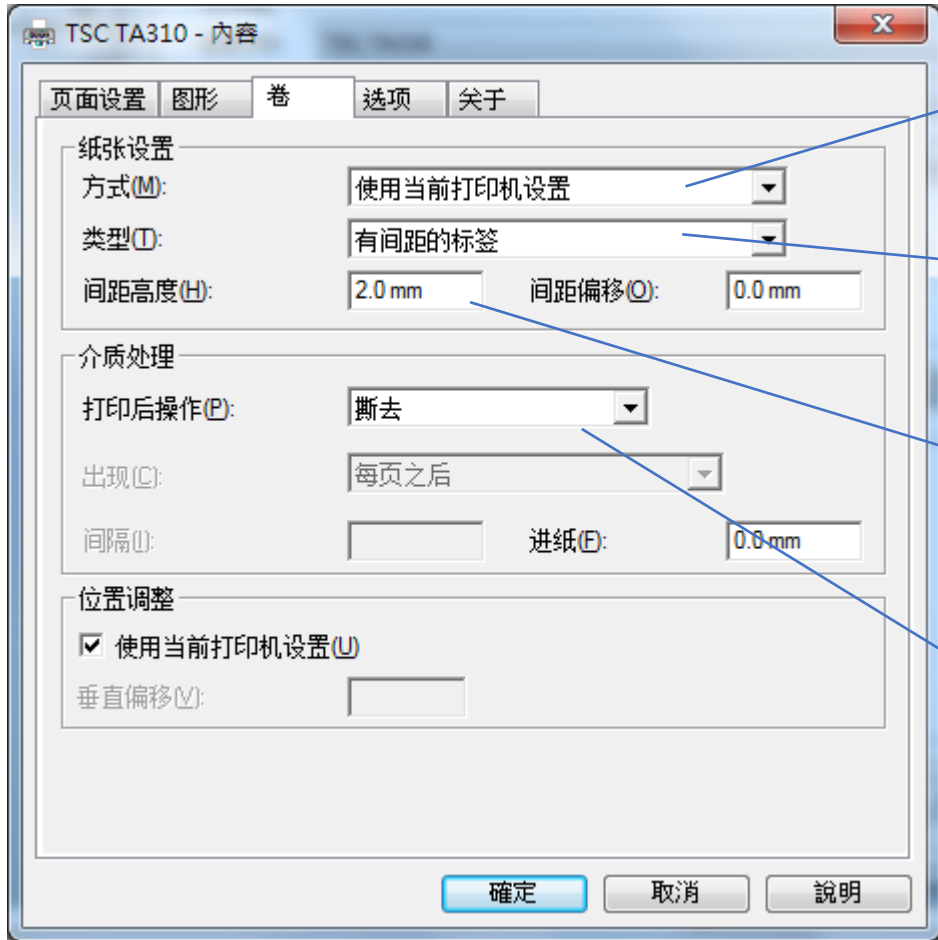 TSC TA310 - 內容
页面设置 图形 卷 选项 关于
纸张设置
方式(M): 使用当前打印机设置
类型(T): 有间距的标签
间距高度(H): 2.0 mm 间距偏移(O): 0.0 mm
介质处理
打印后操作(P): 撕去
出现(C): 每页之后
间隔(I): 进纸(F): 0.0 mm
位置调整
使用当前打印机设置(U)
垂直偏移(V):
確定 取消 說明